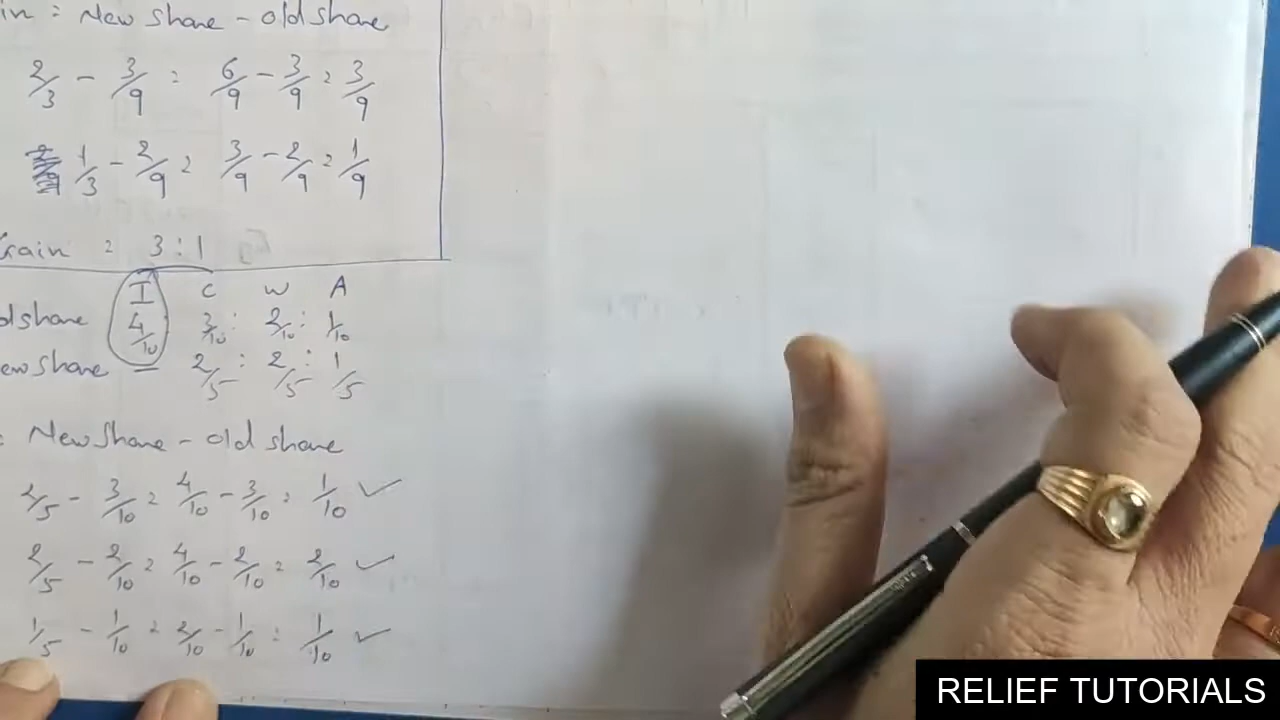 in = New share - old share
2/3 - 3/9 = 6/9 - 3/9 = 3/9
1/3 - 2/9 = 3/9 - 2/9 = 1/9
Gain = 3:1
I C W A
old share 4/10 3/10 : 2/10 : 1/10
ew share — 2/5 : 2/5 : 1/5
= New share - old share
2/5 - 3/10 = 4/10 - 3/10 = 1/10 ✓
2/5 - 2/10 = 4/10 - 2/10 = 2/10 ✓
1/5 - 1/10 = 2/10 - 1/10 = 1/10 ✓
RELIEF TUTORIALS